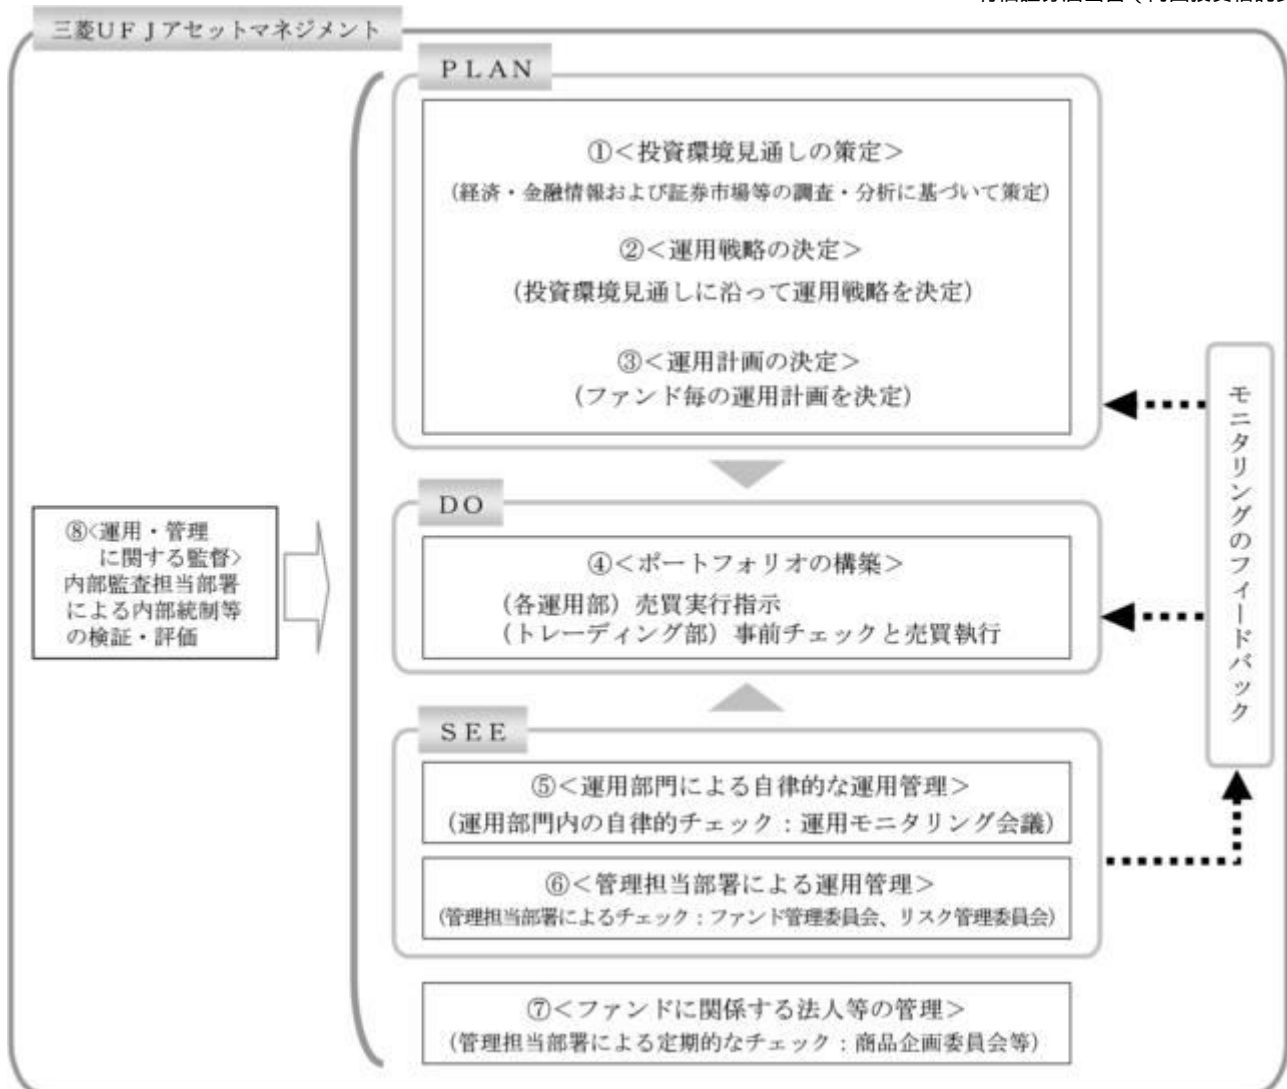 三菱ＵＦＪアセットマネジメント
ＰＬＡＮ
①＜投資環境見通しの策定＞
（経済・金融情報および証券市場等の調査・分析に基づいて策定）
②＜運用戦略の決定＞
（投資環境見通しに沿って運用戦略を決定）
③＜運用計画の決定＞
（ファンド毎の運用計画を決定）
ＤＯ
④＜ポートフォリオの構築＞
（各運用部）売買実行指示
（トレーディング部）事前チェックと売買執行
ＳＥＥ
⑤＜運用部門による自律的な運用管理＞
（運用部門内の自律的チェック：運用モニタリング会議）
⑥＜管理担当部署による運用管理＞
（管理担当部署によるチェック：ファンド管理委員会、リスク管理委員会）
⑦＜ファンドに関係する法人等の管理＞
（管理担当部署による定期的なチェック：商品企画委員会等）
⑧＜運用・管理
に関する監督＞
内部監査担当部署
による内部統制等
の検証・評価
モニタリングのフィードバック